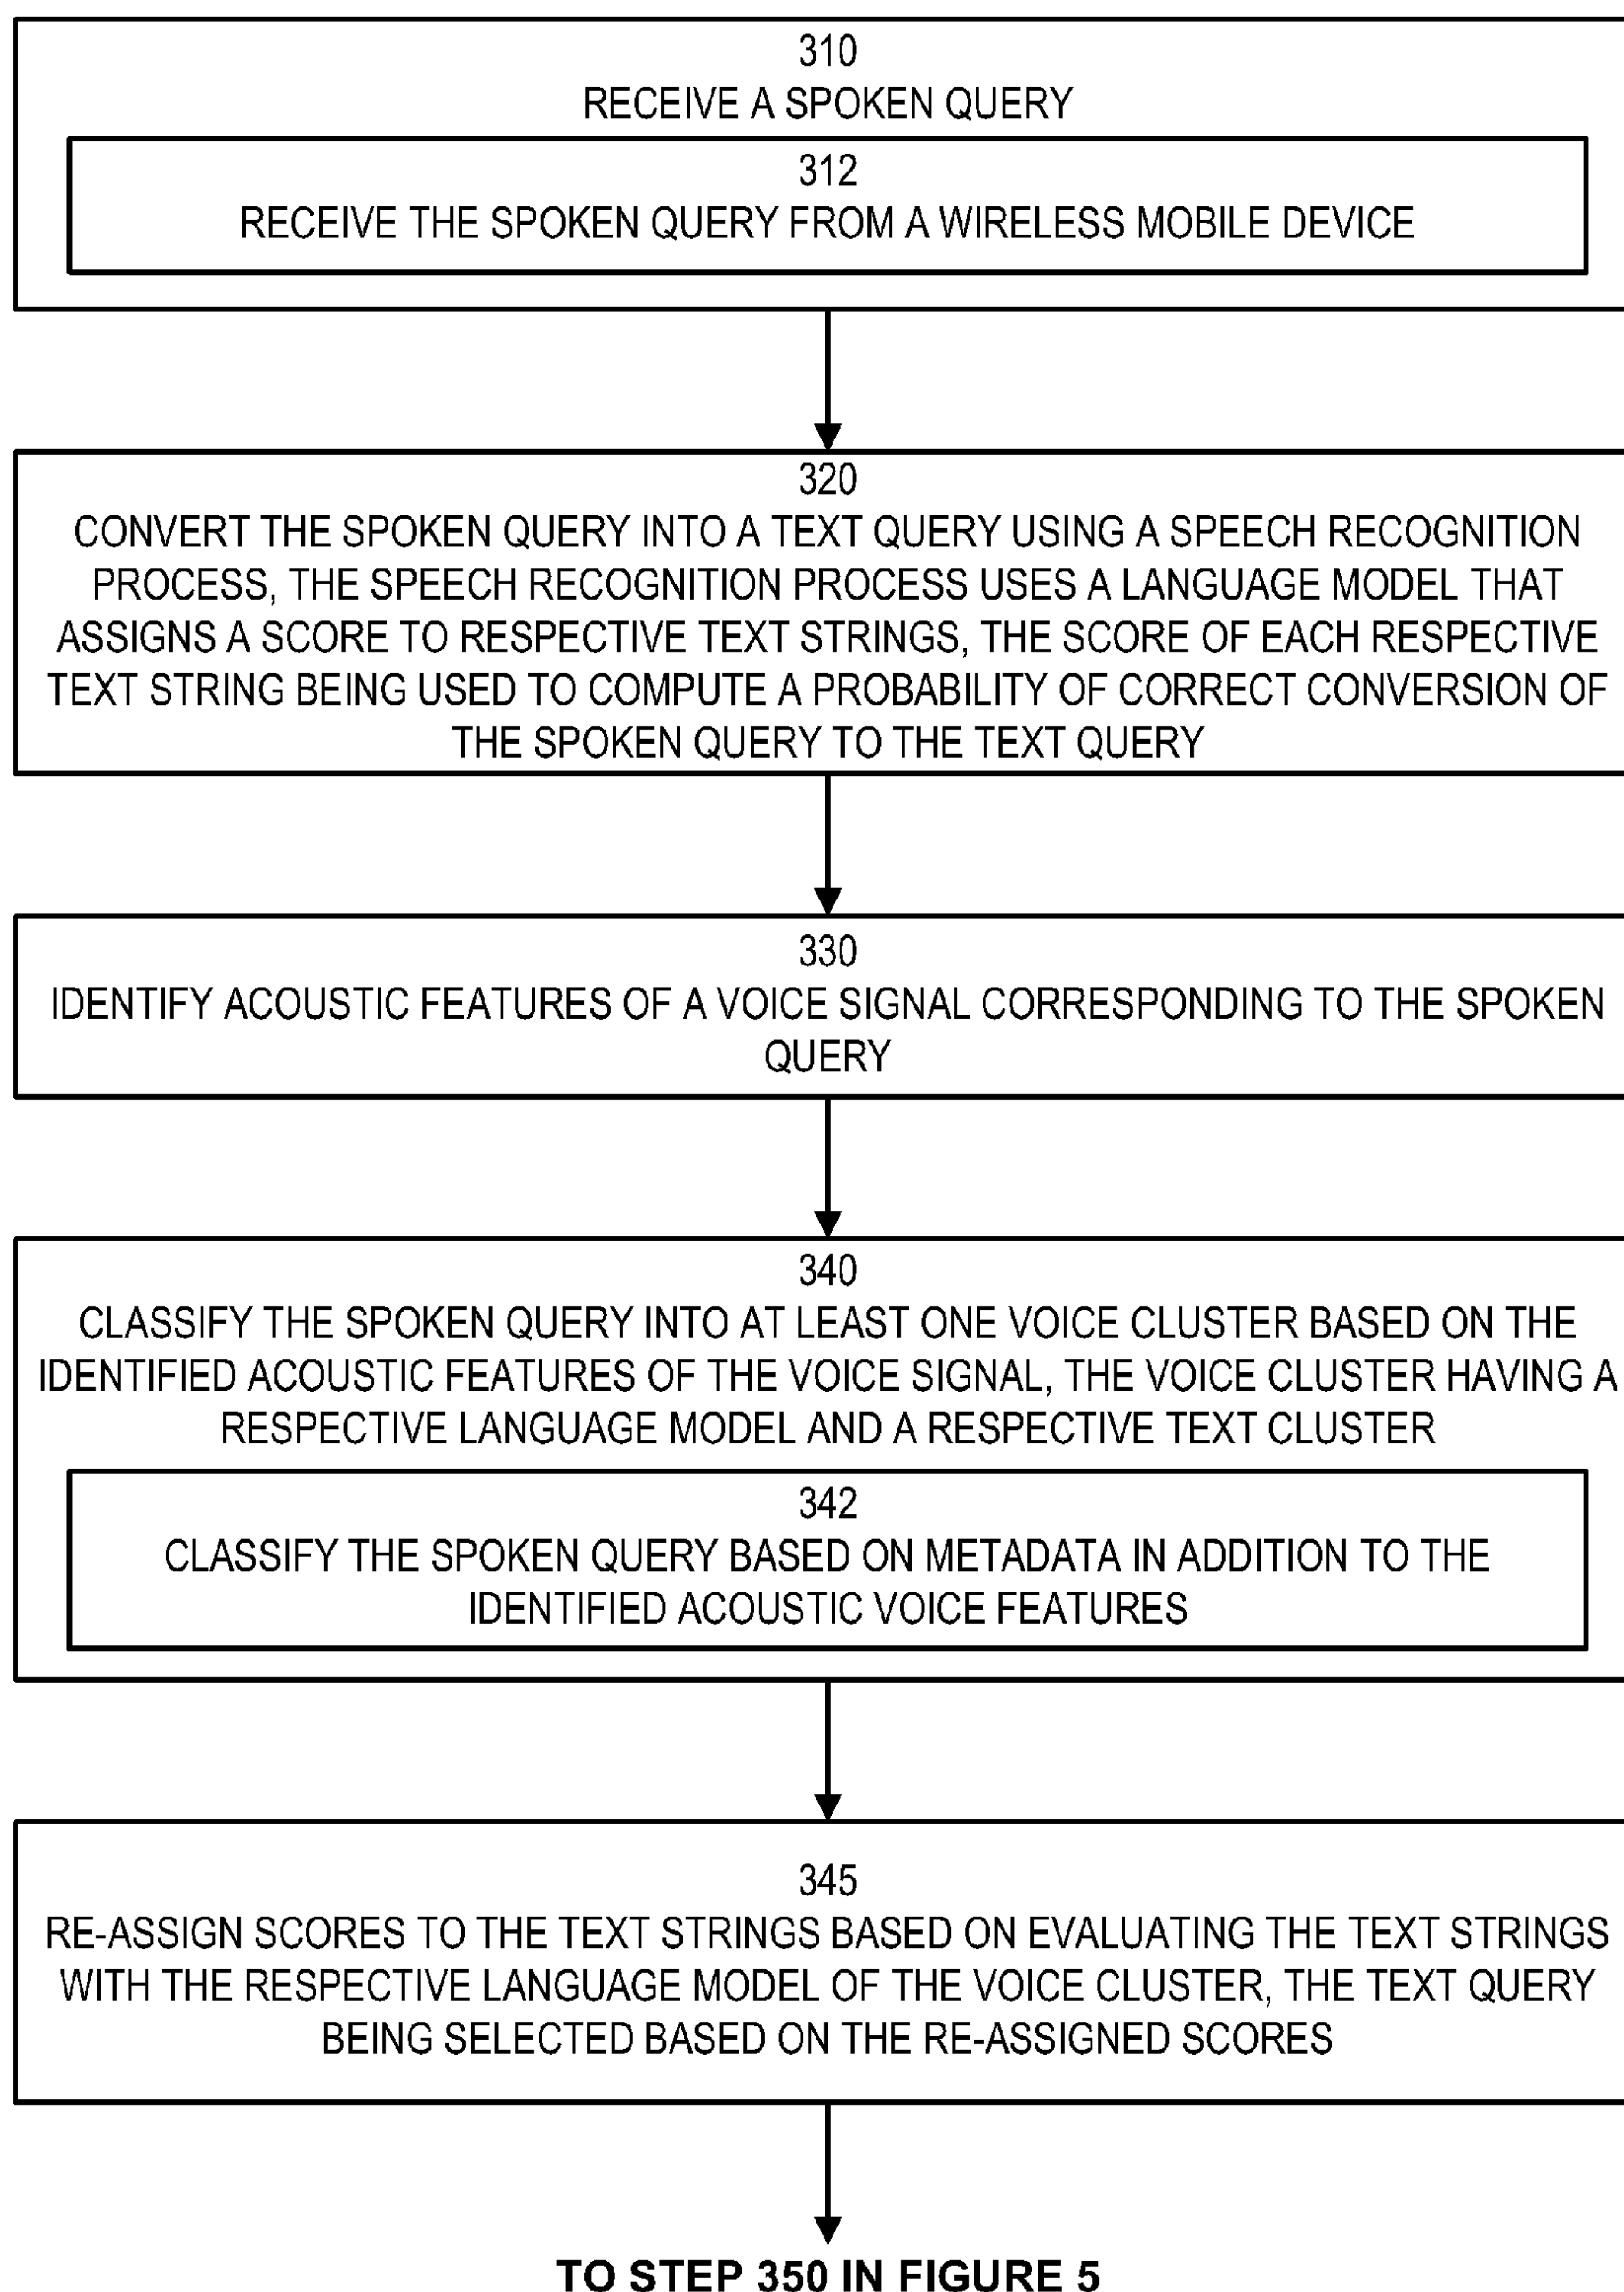 310
RECEIVE A SPOKEN QUERY
312
RECEIVE THE SPOKEN QUERY FROM A WIRELESS MOBILE DEVICE
320
CONVERT THE SPOKEN QUERY INTO A TEXT QUERY USING A SPEECH RECOGNITION
PROCESS, THE SPEECH RECOGNITION PROCESS USES A LANGUAGE MODEL THAT
ASSIGNS A SCORE TO RESPECTIVE TEXT STRINGS, THE SCORE OF EACH RESPECTIVE
TEXT STRING BEING USED TO COMPUTE A PROBABILITY OF CORRECT CONVERSION OF
THE SPOKEN QUERY TO THE TEXT QUERY
330
IDENTIFY ACOUSTIC FEATURES OF A VOICE SIGNAL CORRESPONDING TO THE SPOKEN
QUERY
340
CLASSIFY THE SPOKEN QUERY INTO AT LEAST ONE VOICE CLUSTER BASED ON THE
IDENTIFIED ACOUSTIC FEATURES OF THE VOICE SIGNAL, THE VOICE CLUSTER HAVING A
RESPECTIVE LANGUAGE MODEL AND A RESPECTIVE TEXT CLUSTER
342
CLASSIFY THE SPOKEN QUERY BASED ON METADATA IN ADDITION TO THE
IDENTIFIED ACOUSTIC VOICE FEATURES
345
RE-ASSIGN SCORES TO THE TEXT STRINGS BASED ON EVALUATING THE TEXT STRINGS
WITH THE RESPECTIVE LANGUAGE MODEL OF THE VOICE CLUSTER, THE TEXT QUERY
BEING SELECTED BASED ON THE RE-ASSIGNED SCORES
TO STEP 350 IN FIGURE 5